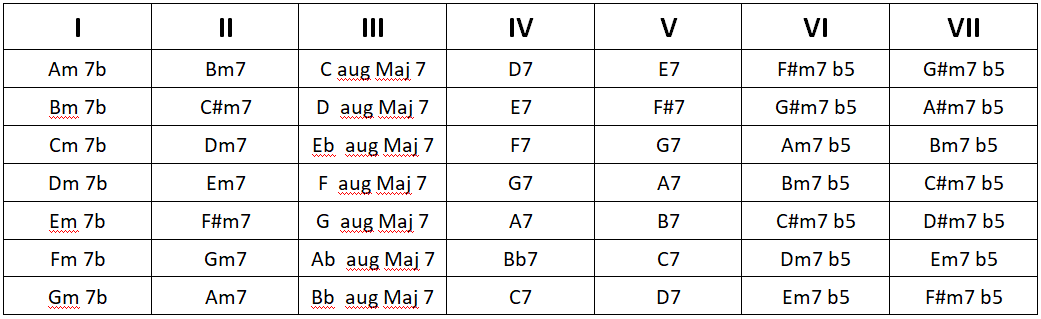 I II III IV V VI VII
Am 7b Bm7 C aug Maj 7 D7 E7 F#m7 b5 G#m7 b5
Bm 7b C#m7 D aug Maj 7 E7 F#7 G#m7 b5 A#m7 b5
Cm 7b Dm7 Eb aug Maj 7 F7 G7 Am7 b5 Bm7 b5
Dm 7b Em7 F aug Maj 7 G7 A7 Bm7 b5 C#m7 b5
Em 7b F#m7 G aug Maj 7 A7 B7 C#m7 b5 D#m7 b5
Fm 7b Gm7 Ab aug Maj 7 Bb7 C7 Dm7 b5 Em7 b5
Gm 7b Am7 Bb aug Maj 7 C7 D7 Em7 b5 F#m7 b5